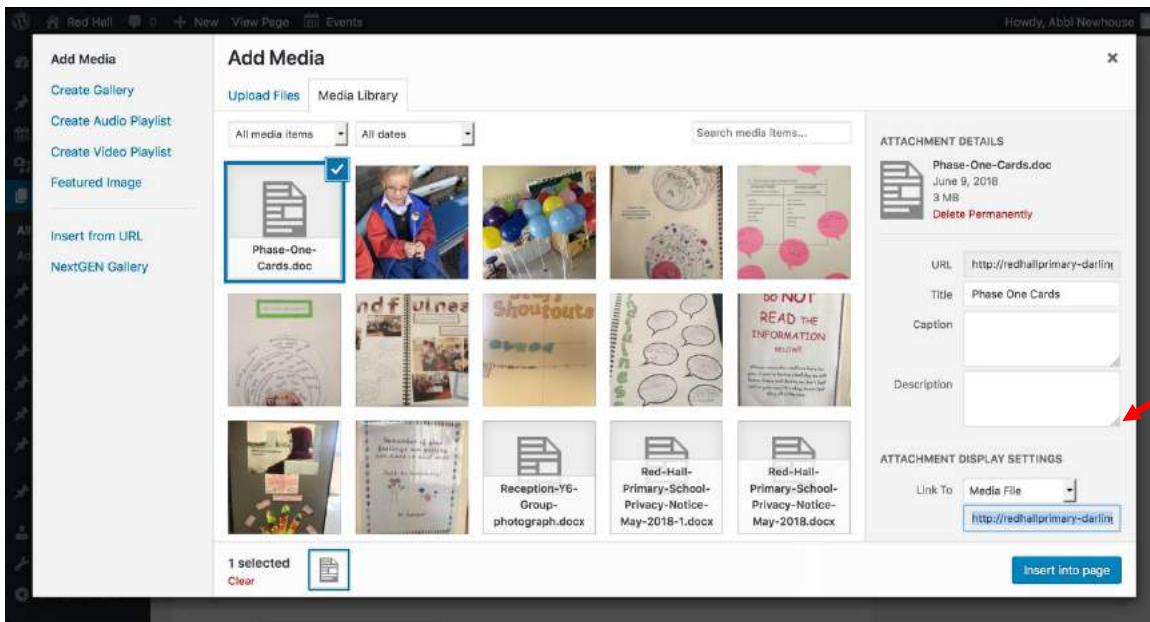 Red Hall 0 + New View Page Events
Howdy, Abbi Newhouse
Add Media
Create Gallery
Create Audio Playlist
Create Video Playlist
Featured Image
Insert from URL
NextGEN Gallery
Add Media
Upload Files Media Library
All media items All dates
Search media items...
Phase-One-
Cards.doc
ndfulness
Shoutouts
DO NOT
READ THE
INFORMATION
Reception-Y6-
Group-
photograph.docx
Red-Hall-
Primary-School-
Privacy-Notice-
May-2018-1.docx
Red-Hall-
Primary-School-
Privacy-Notice-
May-2018.docx
1 selected
Clear
ATTACHMENT DETAILS
Phase-One-Cards.doc
June 9, 2018
3 MB
Delete Permanently
URL http://redhallprimary-darling
Title Phase One Cards
Caption
Description
ATTACHMENT DISPLAY SETTINGS
Link To Media File
http://redhallprimary-darling
Insert into page